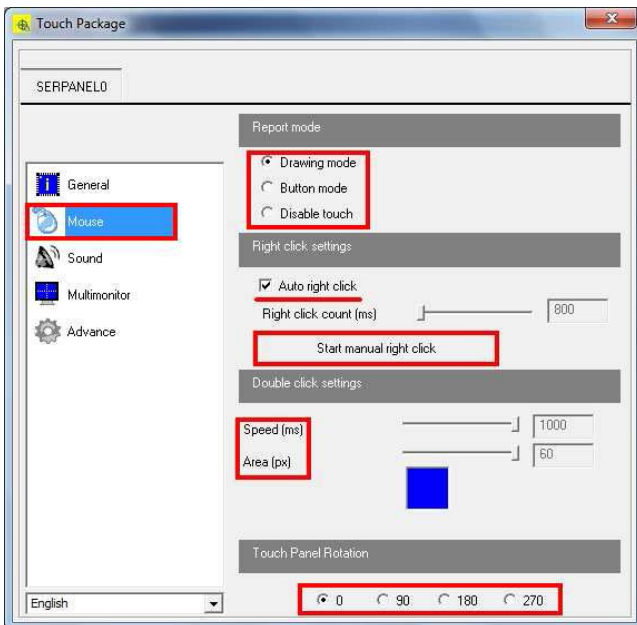 Touch Package
SERPANEL0
Report mode
Drawing mode
Button mode
Disable touch
General
Mouse
Sound
Multimonitor
Advance
Right click settings
Auto right click
Right click count (ms)
800
Start manual right click
Double click settings
Speed (ms)
1000
Area (px)
60
Touch Panel Rotation
0 90 180 270
English